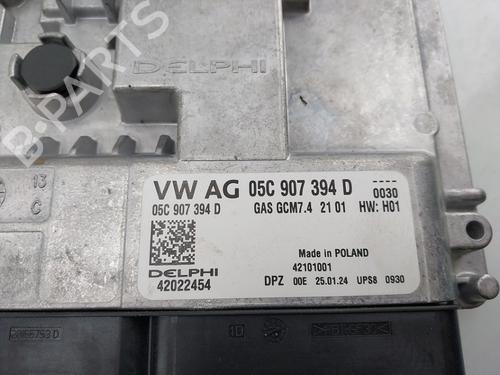 DELPHI
B-PARTS
13
C
VW AG 05C 907 394 D
0030
05C 907 394 D GAS GCM7.4 21 01 HW: H01
Made in POLAND
DELPHI 42101001
42022454 DPZ 00E 25.01.24 UPS8 0930
1D